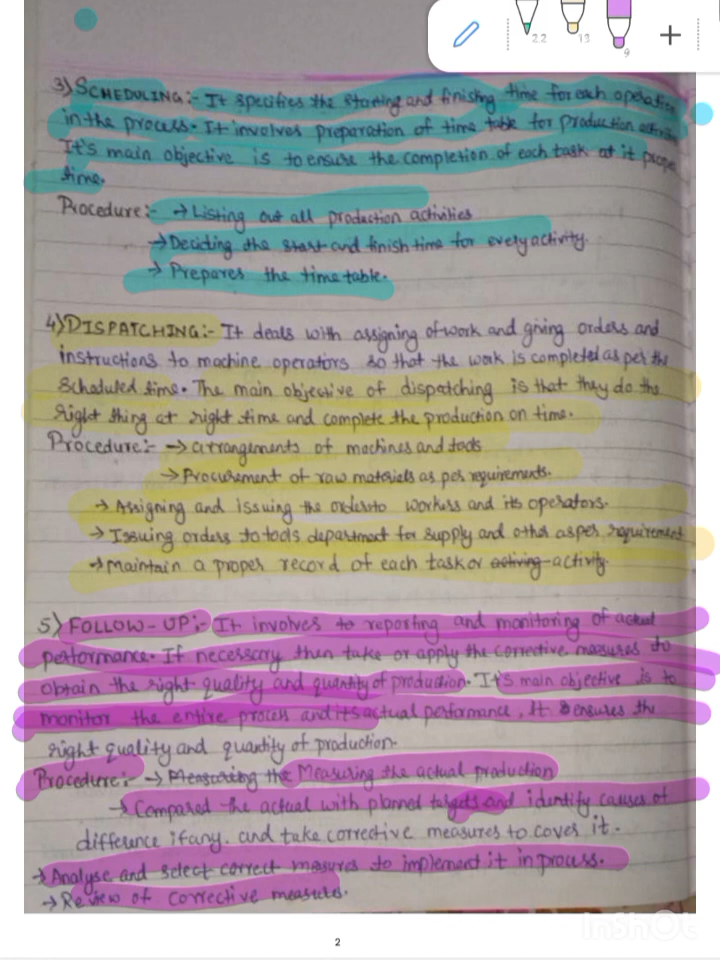 22
13
9
3) SCHEDULING:- It specifies the starting and finishing time for each operation
in the process. It involves preparation of time table for production activities
It's main objective is to ensure the completion of each task at it proper
time.
Procedure:- → Listing out all production activities
→ Deciding the start and finish time for every activity.
→ Prepares the time table.
4) DISPATCHING:- It deals with assigning of work and giving orders and
instructions to machine operators so that the work is completed as per the
scheduled time. The main objective of dispatching is that they do the
right thing at right time and complete the production on time.
Procedure:- → arrangements of machines and tools
→ Procurement of raw materials as per requirements.
→ Assigning and issuing the order to workers and its operators.
→ Issuing orders to tools department for supply and other as per requirement
→ Maintain a proper record of each task or activing activity.
5) FOLLOW-UP:- It involves to reporting and monitoring of actual
performance. If necessary then take or apply the corrective measures to
obtain the right quality and quantity of production. It's main objective is to
monitor the entire process and its actual performance. It ensures the
right quality and quantity of production.
Procedure:- → Measuring the Measuring the actual production
→ Compared the actual with planned targets and identify causes of
difference if any. and take corrective measures to cover it.
→ Analyse and select correct measures to implement it in process.
→ Review of corrective measures.
InShOt
2